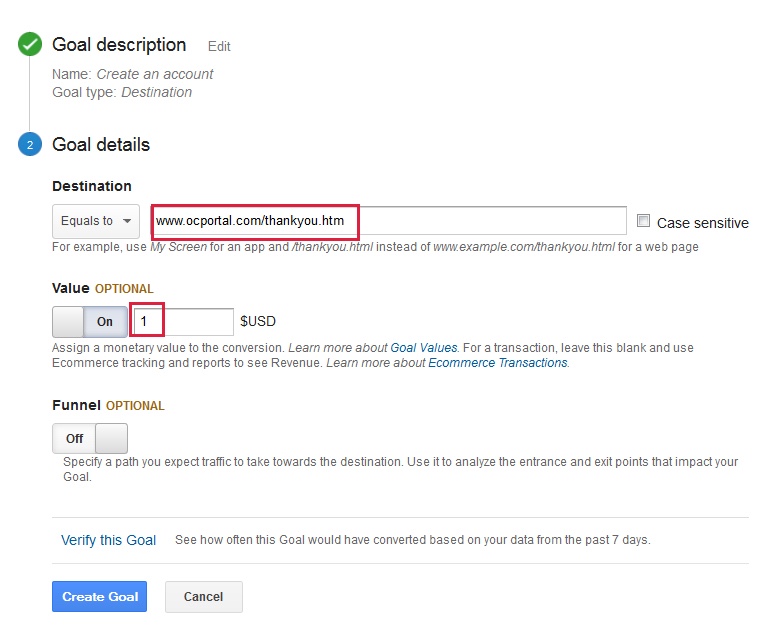 Goal description Edit
Name: Create an account
Goal type: Destination
2 Goal details
Destination
Equals to www.ocportal.com/thankyou.htm Case sensitive
For example, use My Screen for an app and /thankyou.html instead of www.example.com/thankyou.html for a web page
Value OPTIONAL
On 1 $USD
Assign a monetary value to the conversion. Learn more about Goal Values. For a transaction, leave this blank and use
Ecommerce tracking and reports to see Revenue. Learn more about Ecommerce Transactions.
Funnel OPTIONAL
Off
Specify a path you expect traffic to take towards the destination. Use it to analyze the entrance and exit points that impact your
Goal.
Verify this Goal See how often this Goal would have converted based on your data from the past 7 days.
Create Goal Cancel